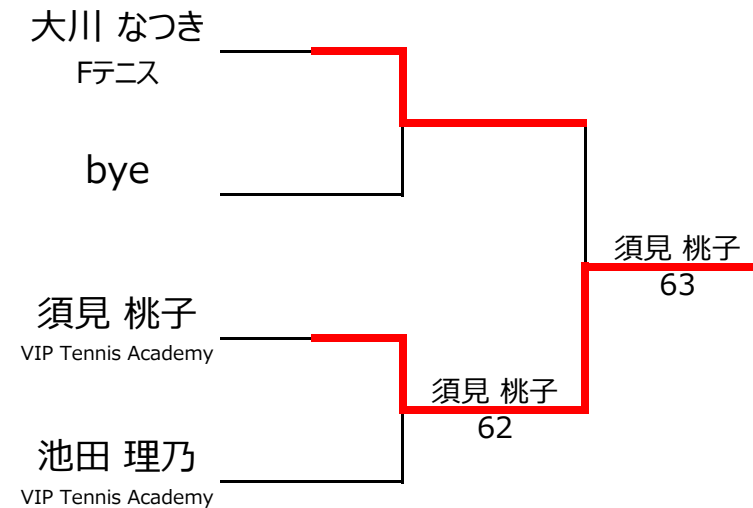 大川 なつき
Fテニス
bye
須見 桃子
63
須見 桃子
VIP Tennis Academy
須見 桃子
62
池田 理乃
VIP Tennis Academy